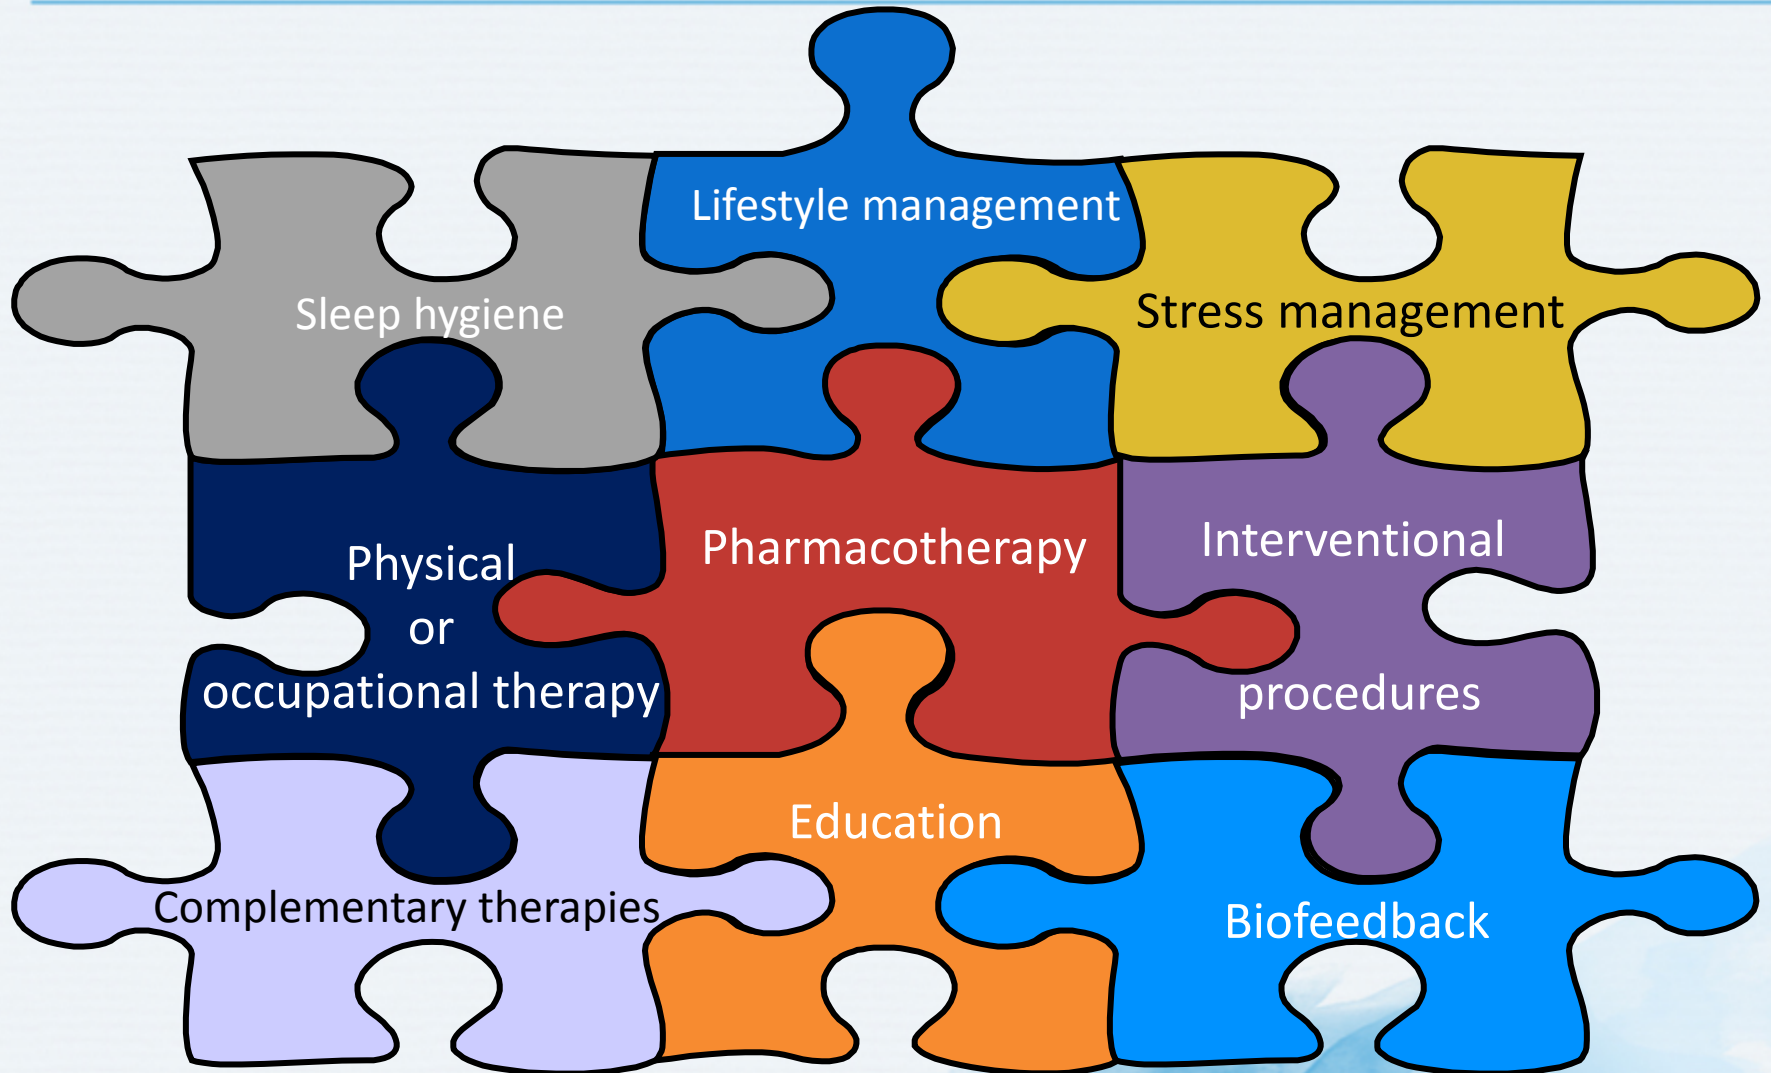 Lifestyle management
Sleep hygiene
Stress management
Physical
or
occupational therapy
Pharmacotherapy
Interventional
procedures
Complementary therapies
Education
Biofeedback